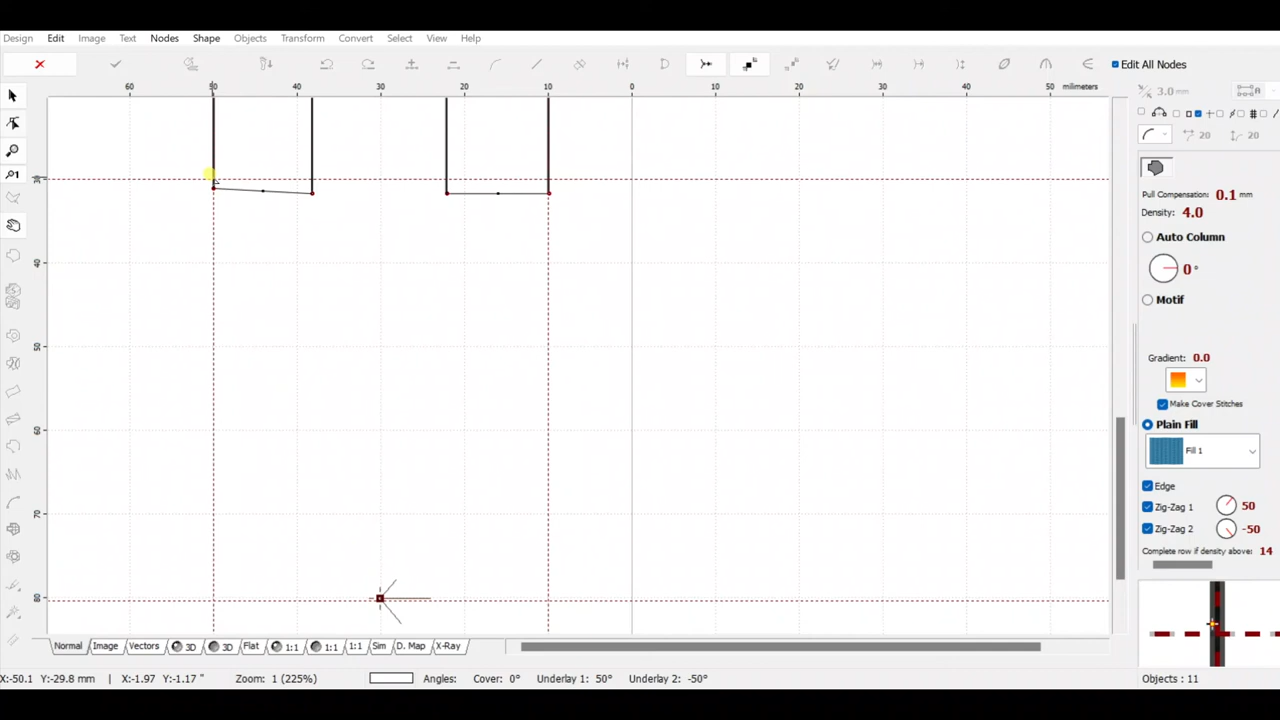 Design Edit Image Text Nodes Shape Objects Transform Convert Select View Help
Edit All Nodes
60 50 40 30 20 10 0 10 20 30 40 50 milimeters
3.0 mm
20 20
30
40
50
60
70
80
Pull Compensation: 0.1 mm
Density: 4.0
Auto Column
0 °
Motif
Gradient: 0.0
Make Cover Stitches
Plain Fill
Fill 1
Edge
Zig-Zag 1 50
Zig-Zag 2 -50
Complete row if density above: 14
Normal Image Vectors 3D 3D Flat 1:1 1:1 1:1 Sim D. Map X-Ray
X:-50.1 Y:-29.8 mm | X:-1.97 Y:-1.17 " Zoom: 1 (225%) Angles: Cover: 0° Underlay 1: 50° Underlay 2: -50° Objects : 11